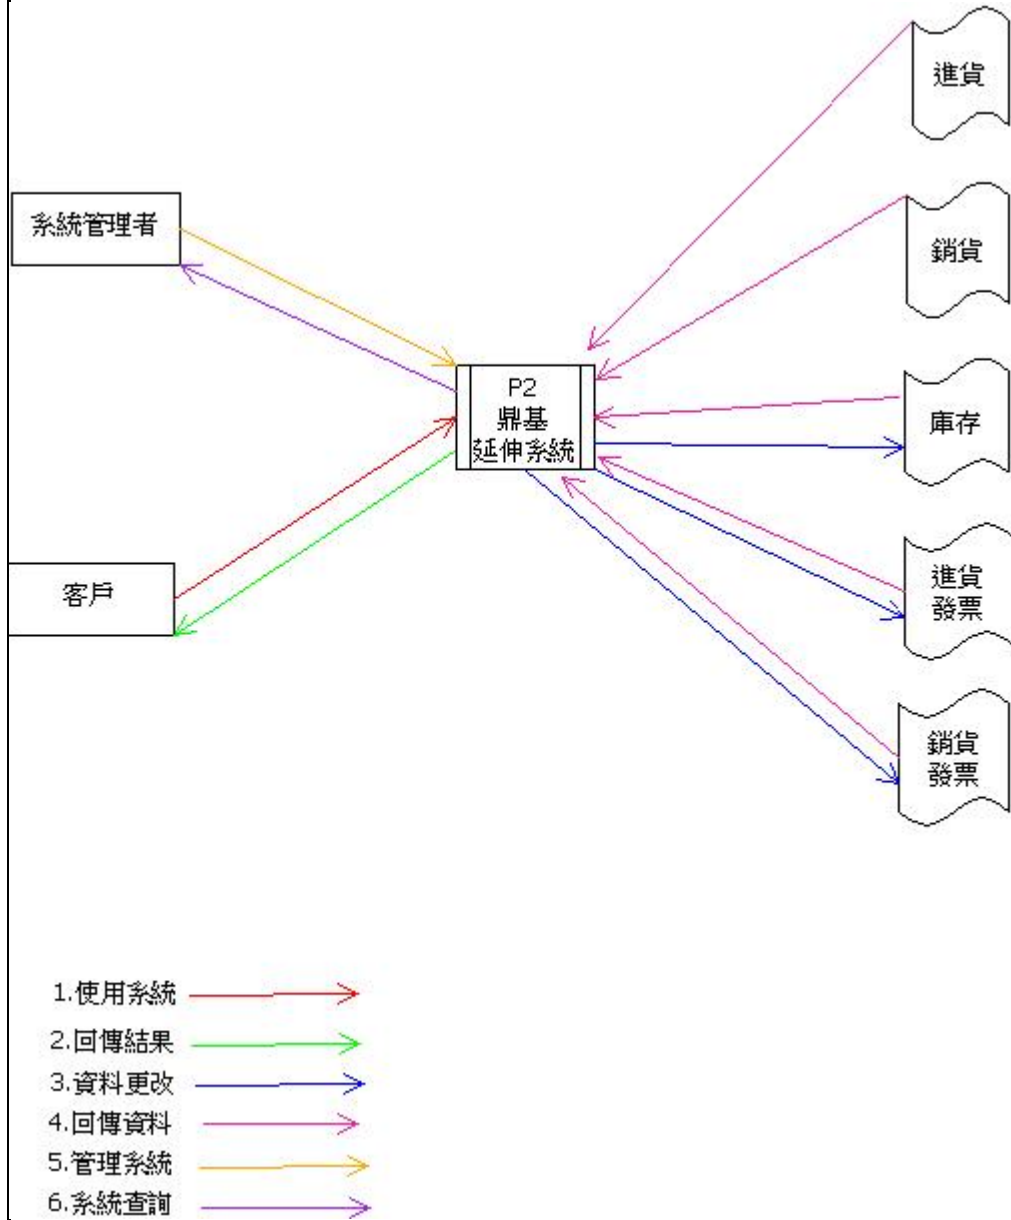 進貨
系統管理者
銷貨
P2
鼎基
延伸系統
庫存
客戶
進貨
發票
銷貨
發票
1.使用系統
2.回傳結果
3.資料更改
4.回傳資料
5.管理系統
6.系統查詢